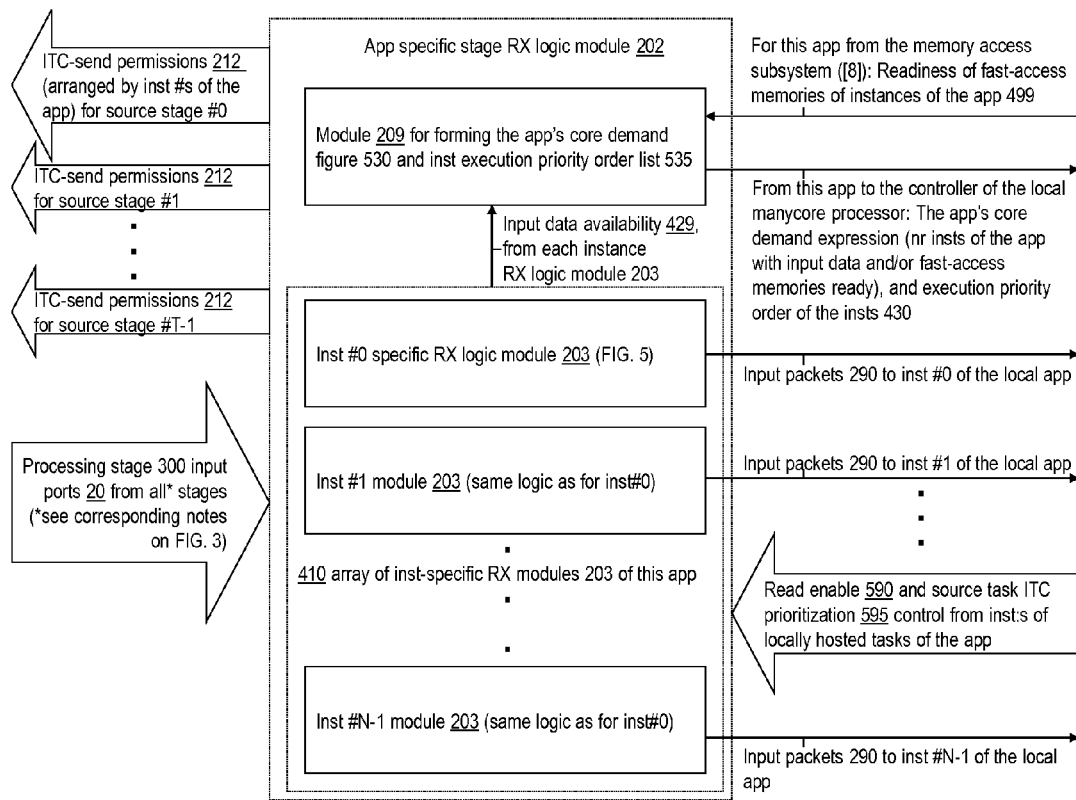 App specific stage RX logic module 202
ITC-send permissions 212
(arranged by inst #s of the
app) for source stage #0
ITC-send permissions 212
for source stage #1
ITC-send permissions 212
for source stage #T-1
Processing stage 300 input
ports 20 from all* stages
(*see corresponding notes
on FIG. 3)
Module 209 for forming the app's core demand
figure 530 and inst execution priority order list 535
Input data availability 429,
from each instance
RX logic module 203
Inst #0 specific RX logic module 203 (FIG. 5)
Inst #1 module 203 (same logic as for inst#0)
410 array of inst-specific RX modules 203 of this app
Inst #N-1 module 203 (same logic as for inst#0)
For this app from the memory access
subsystem ([8]): Readiness of fast-access
memories of instances of the app 499
From this app to the controller of the local
manycore processor: The app's core
demand expression (nr insts of the app
with input data and/or fast-access
memories ready), and execution priority
order of the insts 430
Input packets 290 to inst #0 of the local app
Input packets 290 to inst #1 of the local app
Read enable 590 and source task ITC
prioritization 595 control from inst:s of
locally hosted tasks of the app
Input packets 290 to inst #N-1 of the local
app